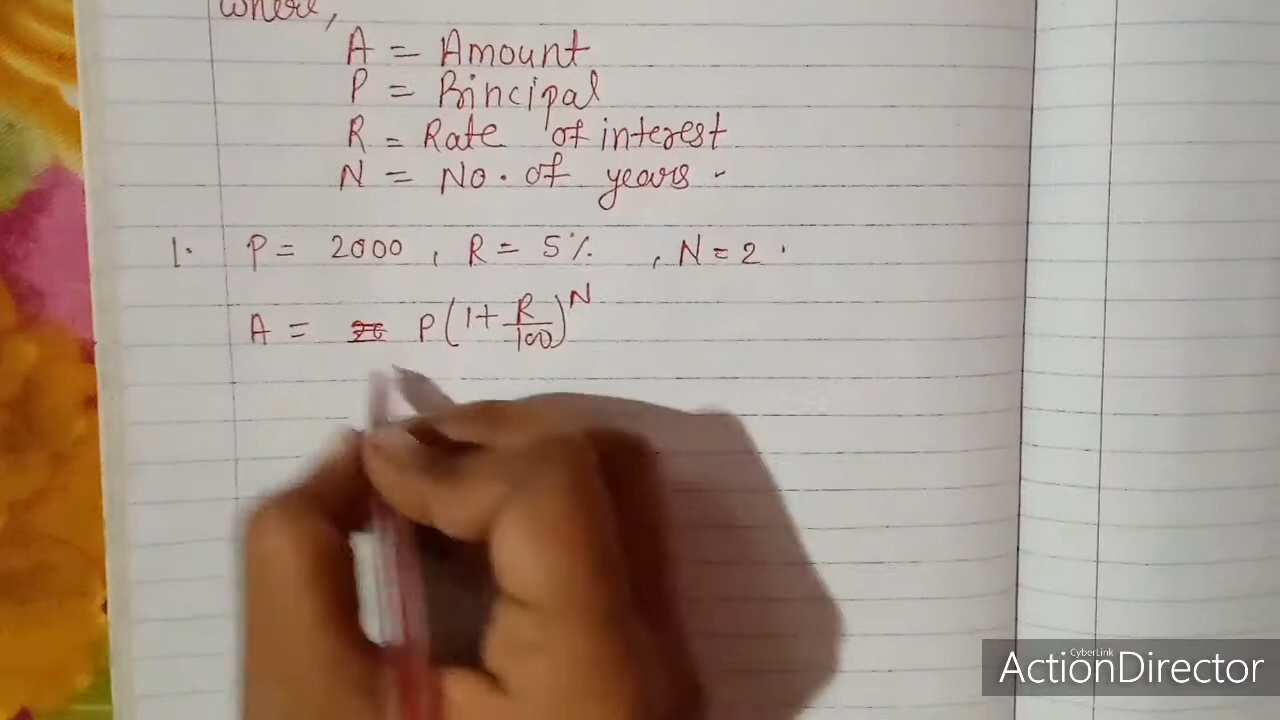 where,
A = Amount
P = Principal
R = Rate of interest
N = No. of years .
1. P = 2000 , R = 5% , N = 2 .
A = P(1+R/100)^N
CyberLink
ActionDirector